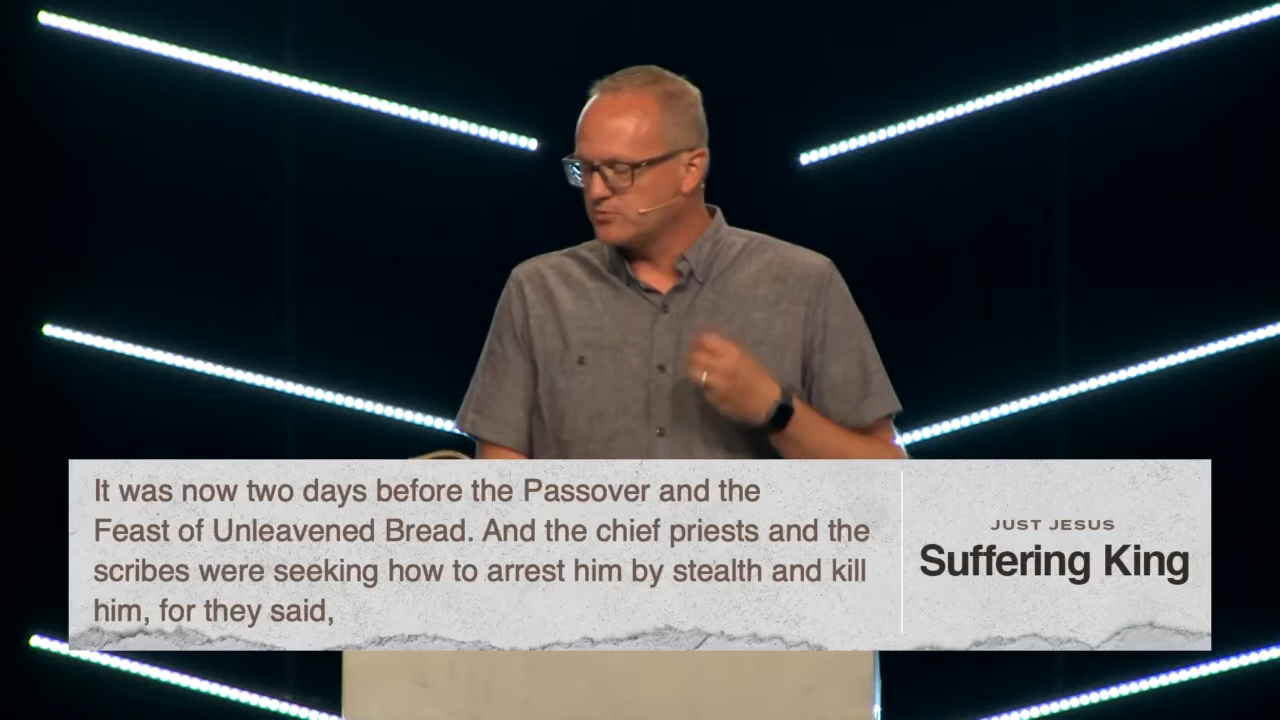 It was now two days before the Passover and the
Feast of Unleavened Bread. And the chief priests and the
scribes were seeking how to arrest him by stealth and kill
him, for they said,
JUST JESUS
Suffering King